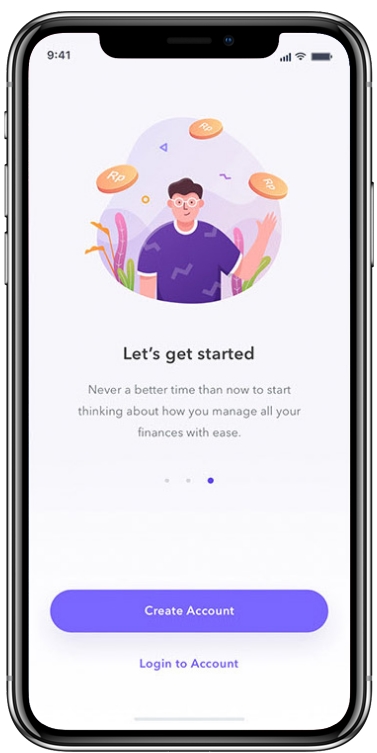 9:41
Rp
Rp
Rp
Let's get started
Never a better time than now to start
thinking about how you manage all your
finances with ease.
Create Account
Login to Account